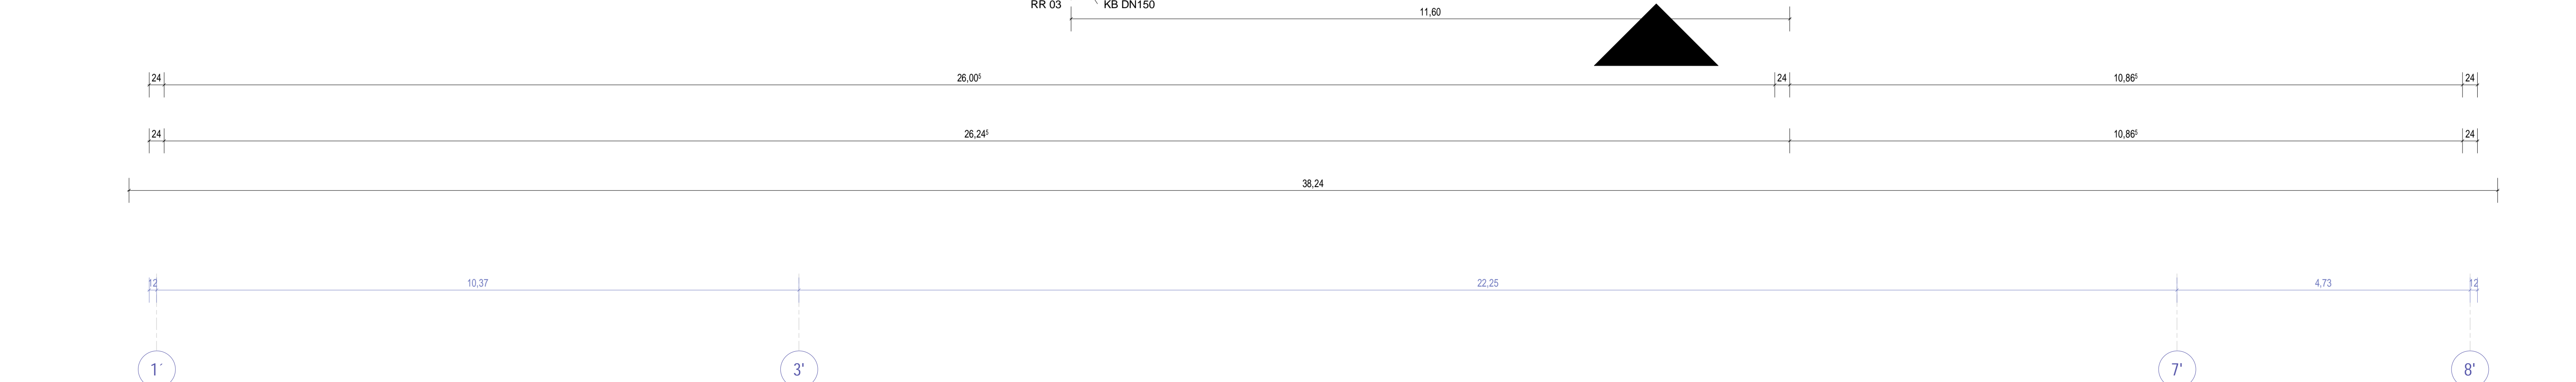 RR 03 KB DN150
11,60
24 26,00⁵ 24 10,86⁵ 24
24 26,24⁵ 10,86⁵ 24
38,24
12 10,37 22,25 4,73 12
1´ 3' 7' 8'